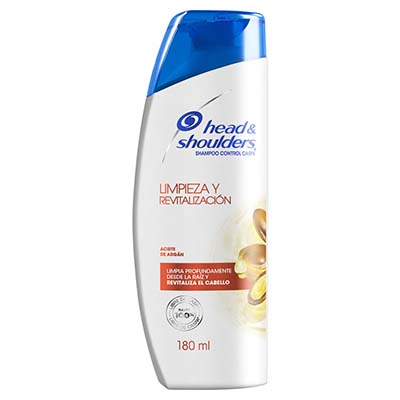 head &
shoulders
SHAMPOO CONTROL CASPA
LIMPIEZA Y
REVITALIZACIÓN
ACEITE
DE ARGÁN
LIMPIA PROFUNDAMENTE
DESDE LA RAÍZ Y
REVITALIZA EL CABELLO
100%
180 ml